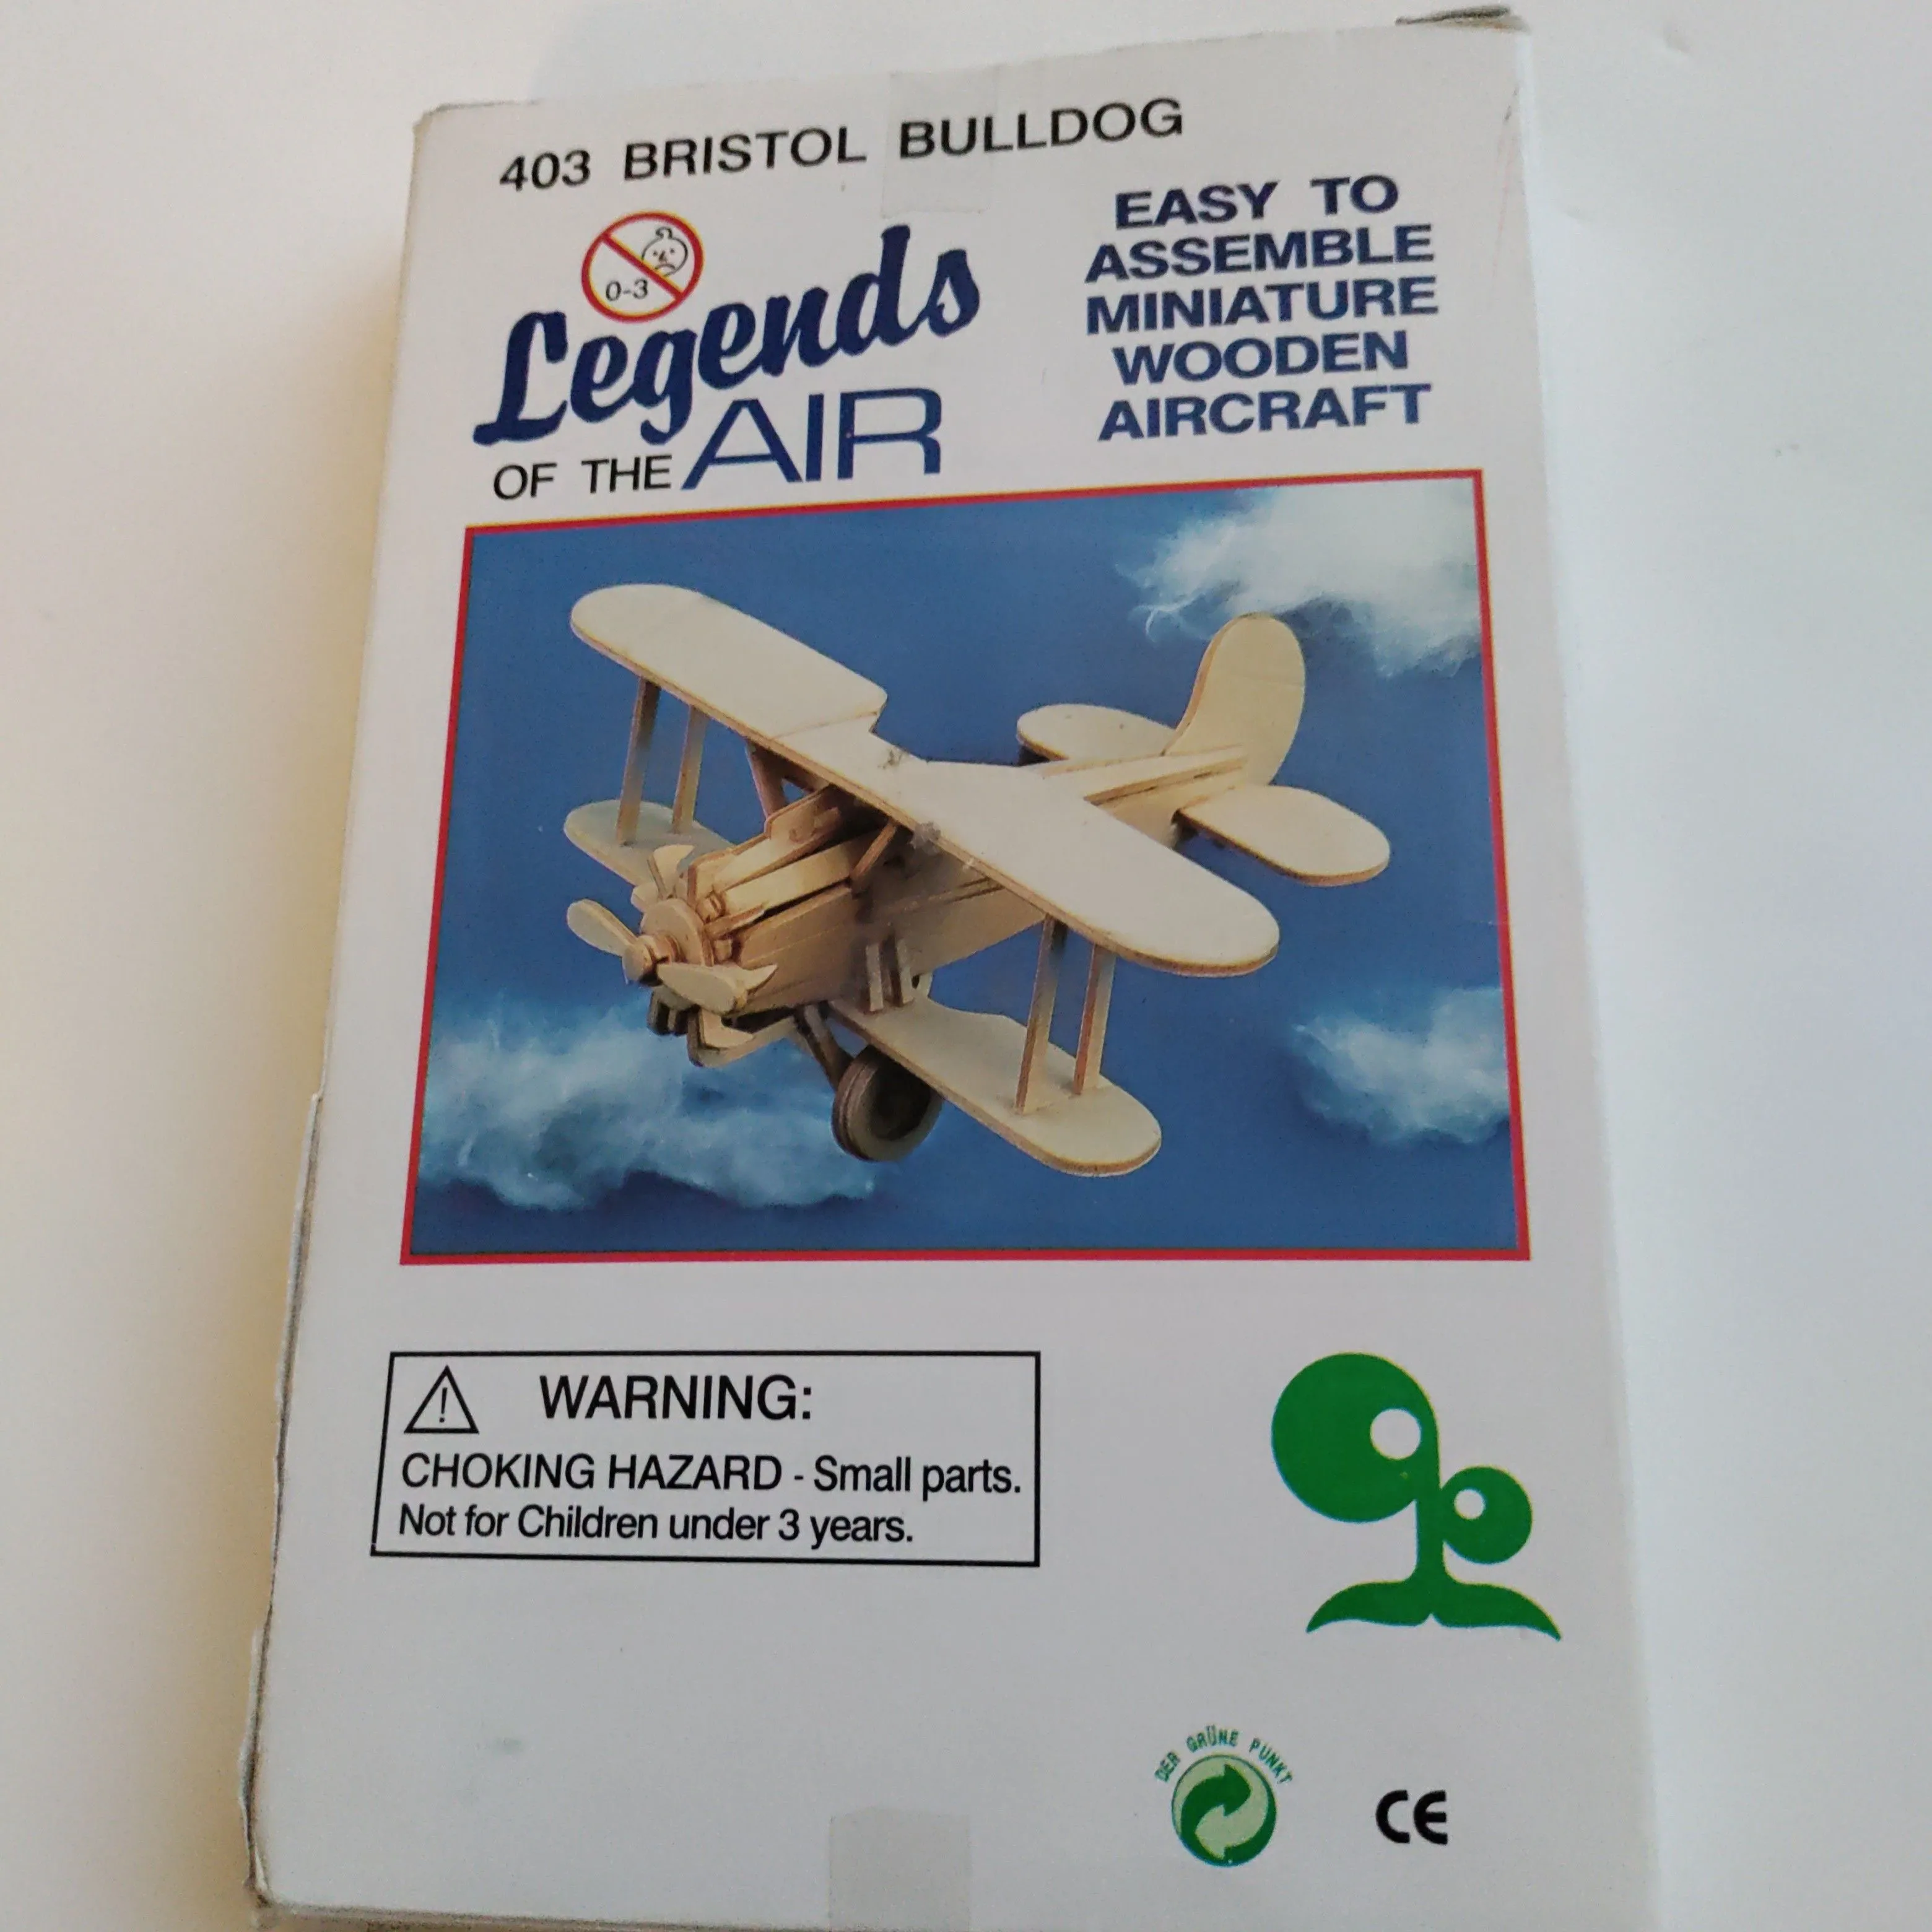 403 BRISTOL BULLDOG
0-3
Legends
OF THE AIR
EASY TO
ASSEMBLE
MINIATURE
WOODEN
AIRCRAFT
WARNING:
CHOKING HAZARD - Small parts.
Not for Children under 3 years.
DER GRÜNE PUNKT
CE